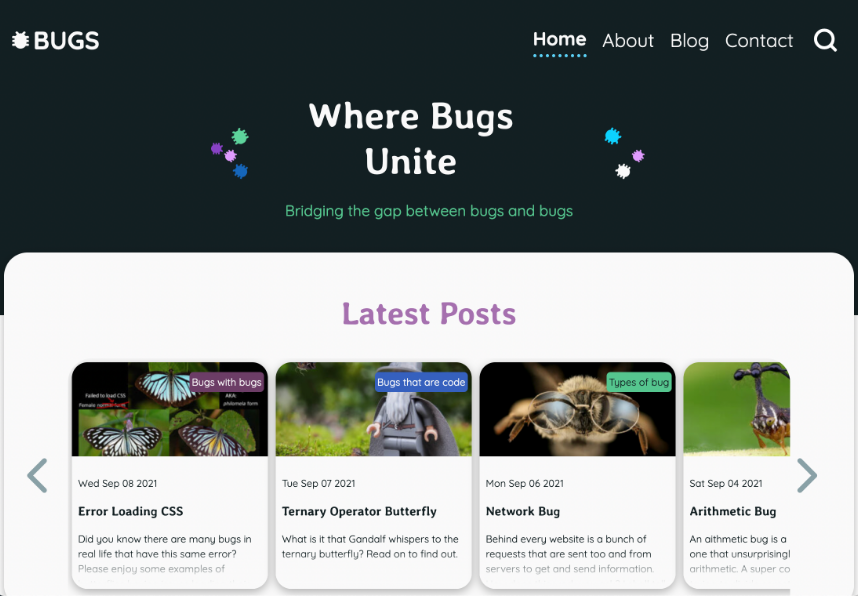 BUGS
Home About Blog Contact
Where Bugs
Unite
Bridging the gap between bugs and bugs
Latest Posts
Bugs with bugs
Failed to load CSS
AKA:
philomela form
Wed Sep 08 2021
Error Loading CSS
Did you know there are many bugs in
real life that have this same error?
Please enjoy some examples of
Bugs that are code
Tue Sep 07 2021
Ternary Operator Butterfly
What is it that Gandalf whispers to the
ternary butterfly? Read on to find out.
Types of bug
Mon Sep 06 2021
Network Bug
Behind every website is a bunch of
requests that are sent too and from
servers to get and send information.
Sat Sep 04 2021
Arithmetic Bug
An aithmetic bug is a
one that unsurprisingl
arithmetic. A super co